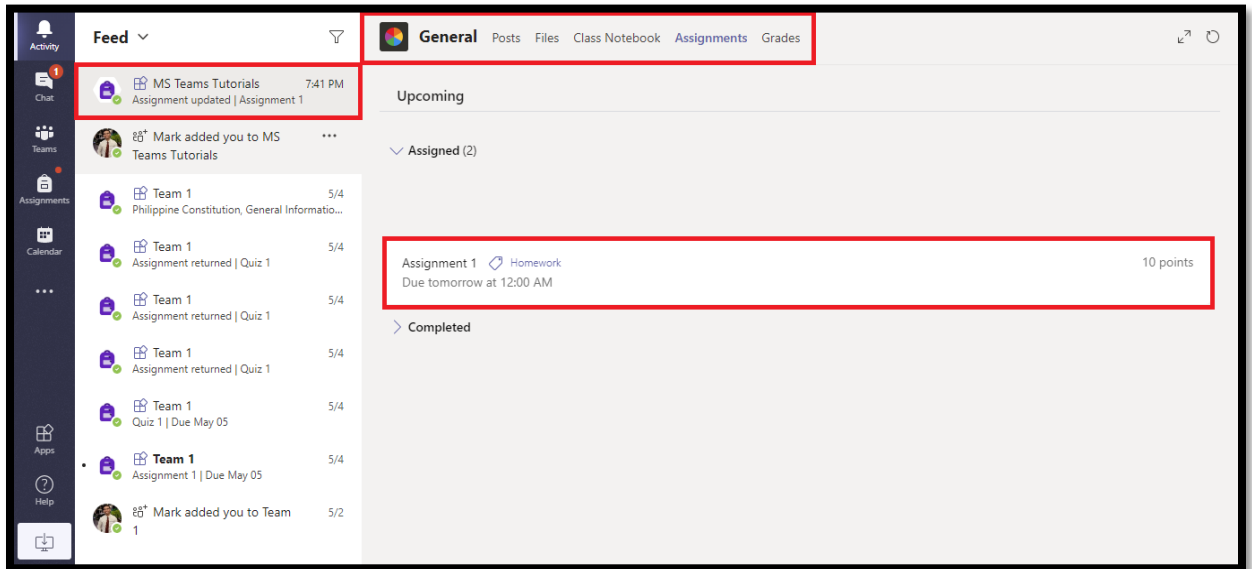 Activity
Chat
1
Teams
Assignments
Calendar
Apps
Help
Feed
MS Teams Tutorials 7:41 PM
Assignment updated | Assignment 1
Mark added you to MS
Teams Tutorials
Team 1 5/4
Philippine Constitution, General Informatio...
Team 1 5/4
Assignment returned | Quiz 1
Team 1 5/4
Assignment returned | Quiz 1
Team 1 5/4
Assignment returned | Quiz 1
Team 1 5/4
Quiz 1 | Due May 05
Team 1 5/4
Assignment 1 | Due May 05
Mark added you to Team 5/2
1
General Posts Files Class Notebook Assignments Grades
Upcoming
Assigned (2)
Assignment 1 Homework 10 points
Due tomorrow at 12:00 AM
Completed